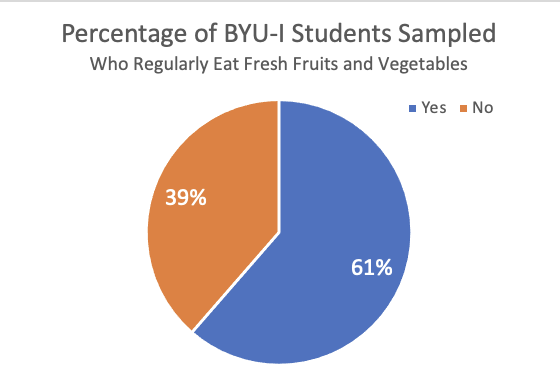 Percentage of BYU-I Students Sampled
Who Regularly Eat Fresh Fruits and Vegetables
Yes No
39%
61%